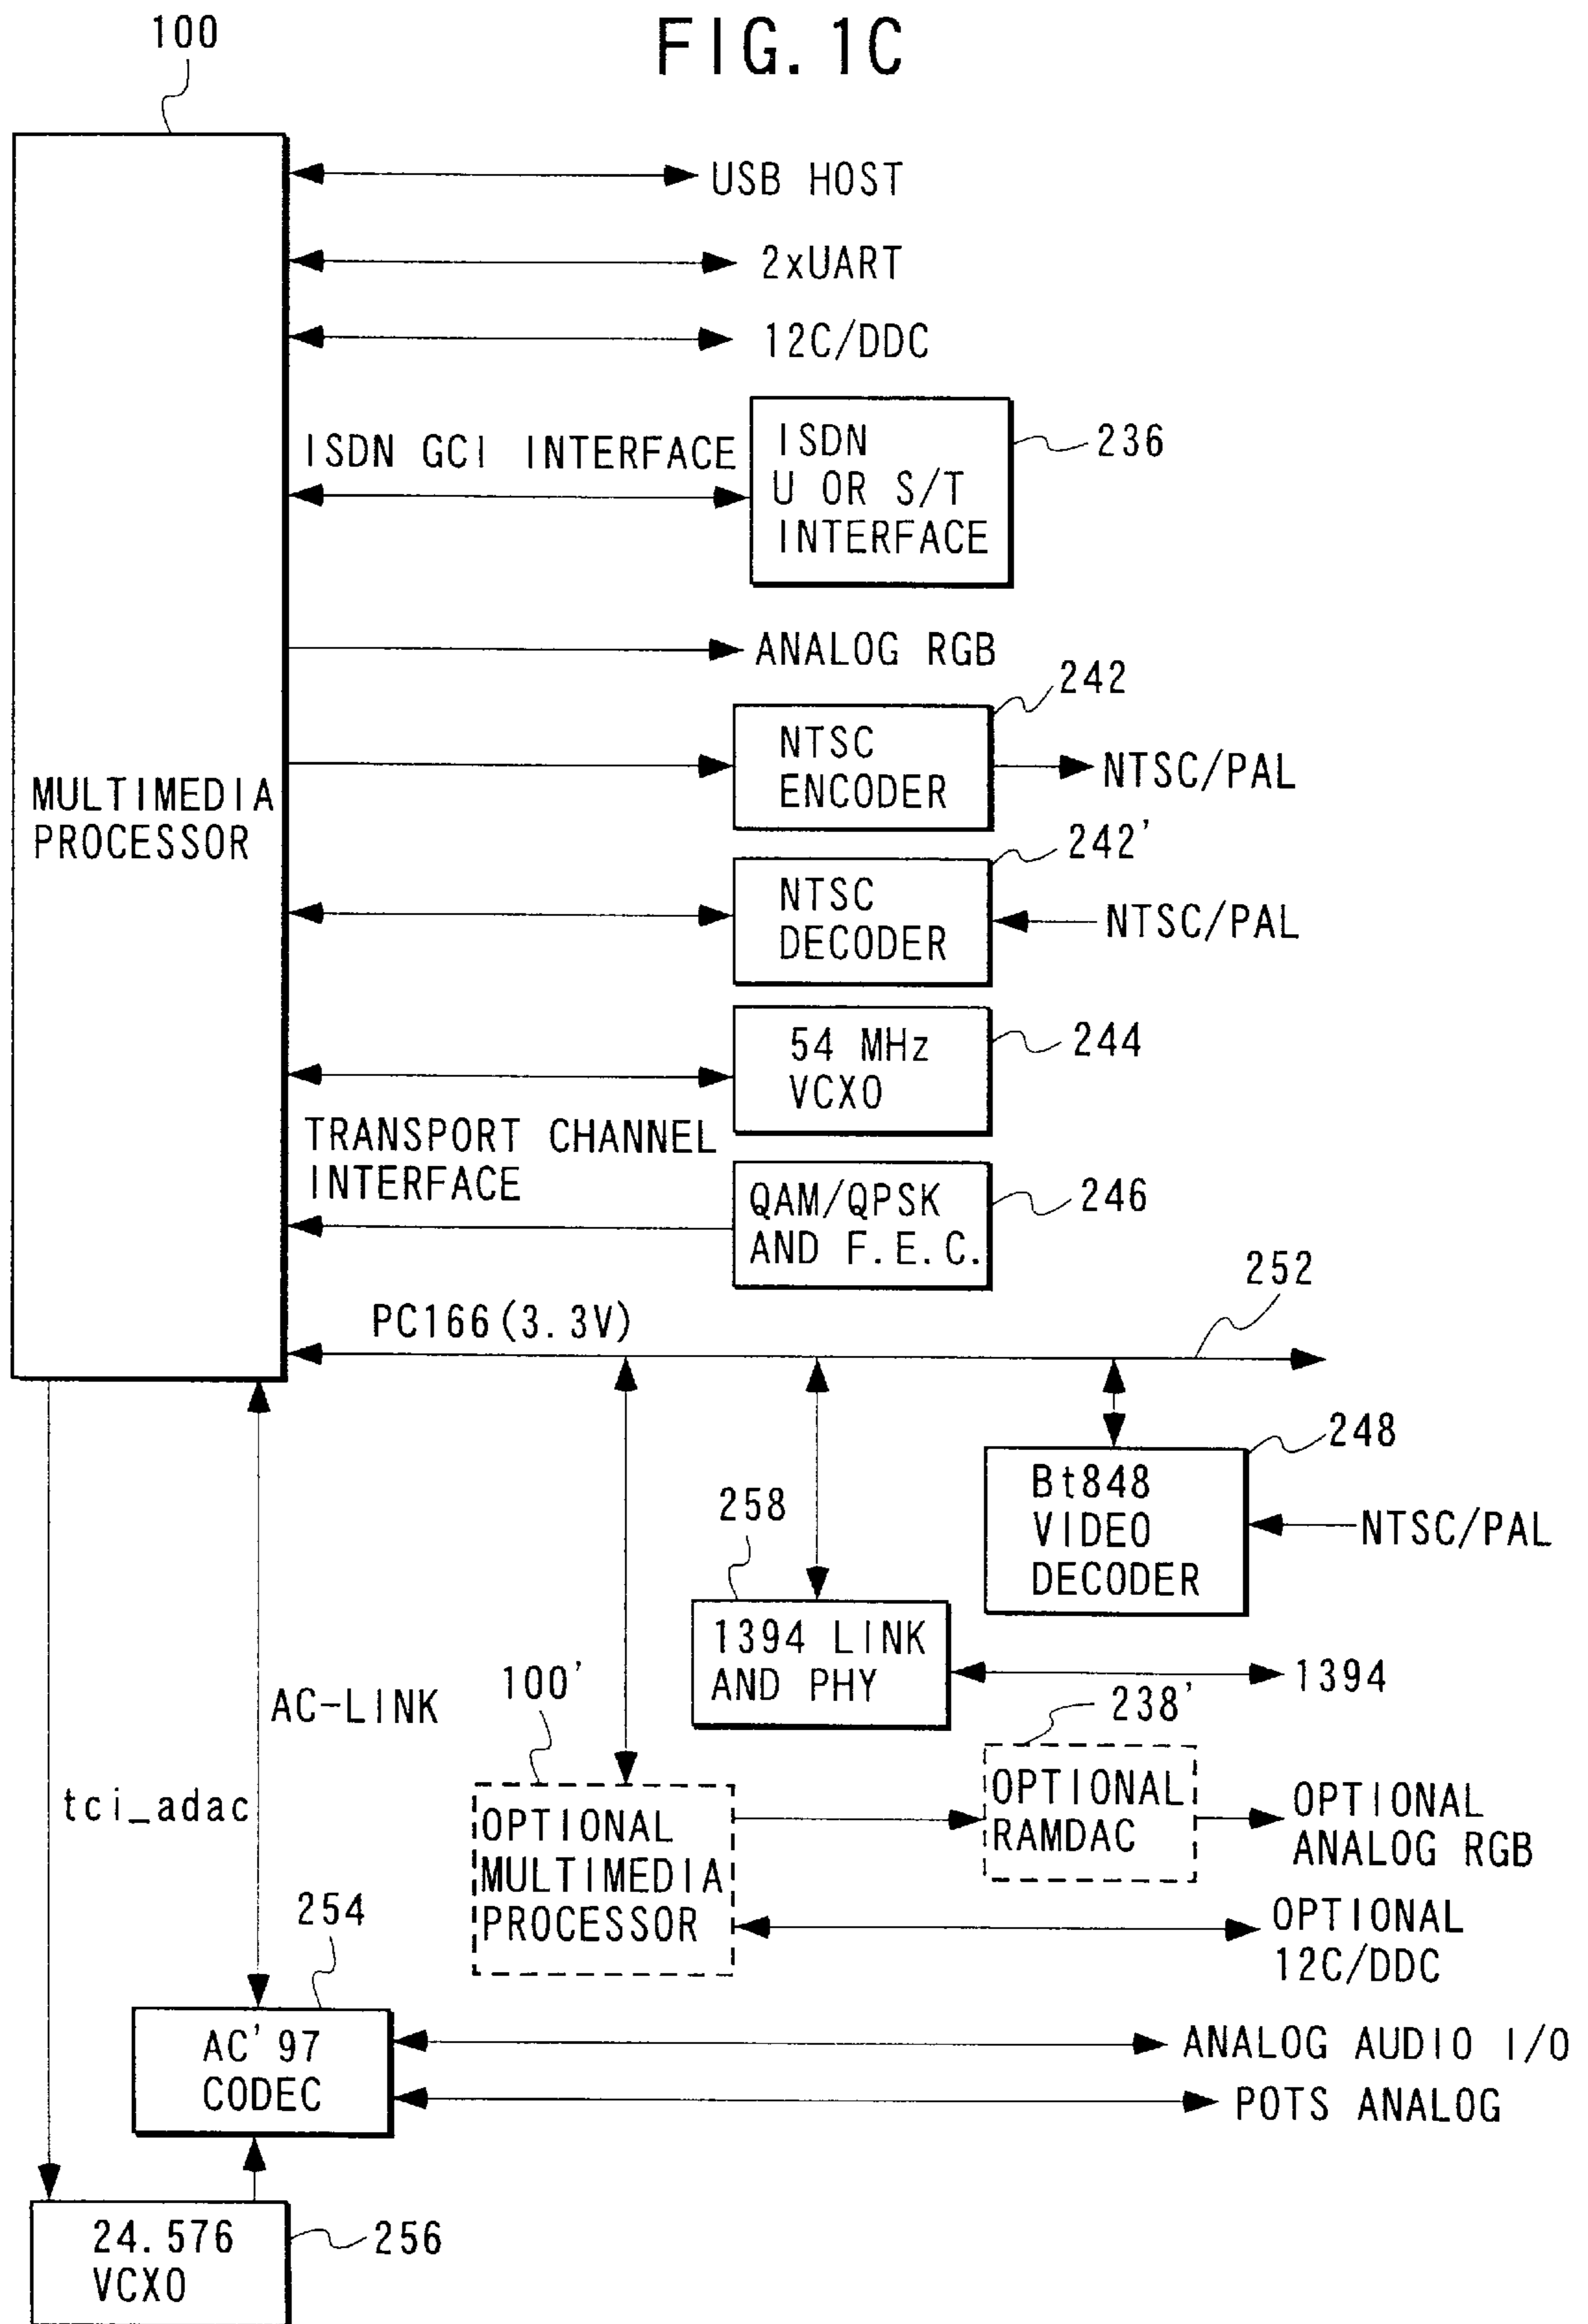 FIG. 1C
100
USB HOST
2xUART
12C/DDC
ISDN GCI INTERFACE
ISDN
U OR S/T
INTERFACE
236
ANALOG RGB
242
NTSC
ENCODER
NTSC/PAL
MULTIMEDIA
PROCESSOR
242'
NTSC
DECODER
NTSC/PAL
54 MHz
VCXO
244
TRANSPORT CHANNEL
INTERFACE
QAM/QPSK
AND F.E.C.
246
252
PC166(3.3V)
248
Bt848
VIDEO
DECODER
NTSC/PAL
258
1394 LINK
AND PHY
1394
AC-LINK
100'
238'
tci_adac
OPTIONAL
MULTIMEDIA
PROCESSOR
OPTIONAL
RAMDAC
OPTIONAL
ANALOG RGB
OPTIONAL
12C/DDC
254
AC'97
CODEC
ANALOG AUDIO I/O
POTS ANALOG
24.576
VCXO
256